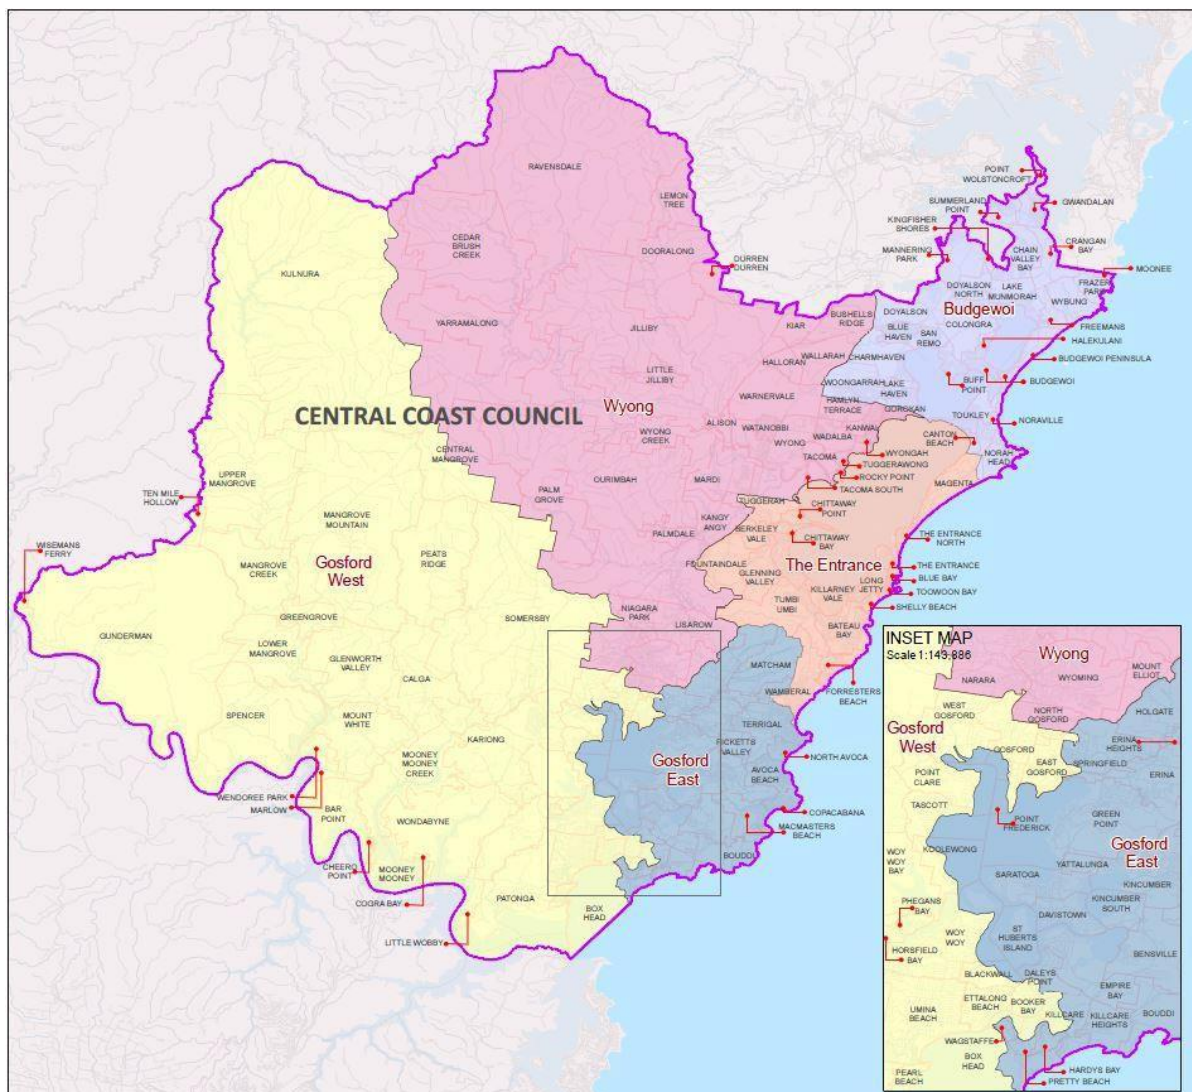 RAVENSDALE
LEMON
TREE
CEDAR
BRUSH
CREEK
DOORALONG
DURREN
DURREN
KULNURA
YARRAMALONG
JILLIBY
LITTLE
JILLIBY
KIAR
BUSHELLS
RIDGE
HALLORAN
WALLARAH
WARNERVALE
POINT
WOLSTONCROFT
SUMMERLAND
POINT
GWANDALAN
KINGFISHER
SHORES
MANNERING
PARK
CHAIN
VALLEY
BAY
CRANGAN
BAY
MOONEE
FRAZER
PARK
DOYALSON
NORTH
LAKE
MUNMORAH
WYBUNG
DOYALSON
Budgewoi
COLONGRA
BLUE
HAVEN
SAN
REMO
FREEMANS
HALEKULANI
CHARMHAVEN
BUDGEWOI PENINSULA
WOONGARRAH
LAKE
HAVEN
BUFF
POINT
BUDGEWOI
CENTRAL COAST COUNCIL
Wyong
HAMLYN
TERRACE
GOROKAN
TOUKLEY
NORAVILLE
WYONG
CREEK
ALISON
WATANOBBI
WYONG
WADALBA
KANWAL
CANTON
BEACH
NORAH
HEAD
CENTRAL
MANGROVE
TACOMA
WYONGAH
TUGGERAWONG
ROCKY POINT
TACOMA SOUTH
MAGENTA
UPPER
MANGROVE
TEN MILE
HOLLOW
PALM
GROVE
OURIMBAH
MARDI
TUGGERAH
CHITTAWAY
POINT
MANGROVE
MOUNTAIN
KANGY
ANGY
PALMDALE
BERKELEY
VALE
CHITTAWAY
BAY
THE ENTRANCE
NORTH
WISEMANS
FERRY
MANGROVE
CREEK
Gosford
West
PEATS
RIDGE
FOUNTAINDALE
The Entrance
THE ENTRANCE
GLENNING
VALLEY
KILLARNEY
VALE
LONG
JETTY
BLUE BAY
TOOWOON BAY
SHELLY BEACH
TUMBI
UMBI
GREENGROVE
SOMERSBY
NIAGARA
PARK
LISAROW
BATEAU
BAY
GUNDERMAN
LOWER
MANGROVE
GLENWORTH
VALLEY
CALGA
MATCHAM
WAMBERAL
FORRESTERS
BEACH
SPENCER
MOUNT
WHITE
TERRIGAL
KARIONG
PICKETTS
VALLEY
MOONEY
MOONEY
CREEK
Gosford
East
NORTH AVOCA
AVOCA
BEACH
WENDOREE PARK
MARLOW
BAR
POINT
WONDABYNE
COPACABANA
MACMASTERS
BEACH
BOUDDI
CHEERO
POINT
MOONEY
MOONEY
COGRA BAY
PATONGA
BOX
HEAD
LITTLE WOBBY
INSET MAP
Scale 1:143,886
Wyong
MOUNT
ELLIOT
NARARA
WYOMING
WEST
GOSFORD
NORTH
GOSFORD
HOLGATE
Gosford
West
GOSFORD
ERINA
HEIGHTS
EAST
GOSFORD
SPRINGFIELD
POINT
CLARE
ERINA
TASCOTT
POINT
FREDERICK
GREEN
POINT
Gosford
East
KOOLEWONG
WOY
WOY
BAY
YATTALUNGA
SARATOGA
KINCUMBER
KINCUMBER
SOUTH
PHEGANS
BAY
DAVISTOWN
WOY
WOY
ST
HUBERTS
ISLAND
HORSFIELD
BAY
BENSVILLE
BLACKWALL
DALEYS
POINT
EMPIRE
BAY
ETTALONG
BEACH
BOOKER
BAY
UMINA
BEACH
KILLCARE
KILLCARE
HEIGHTS
BOUDDI
WAGSTAFFE
BOX
HEAD
HARDYS BAY
PEARL
BEACH
PRETTY BEACH